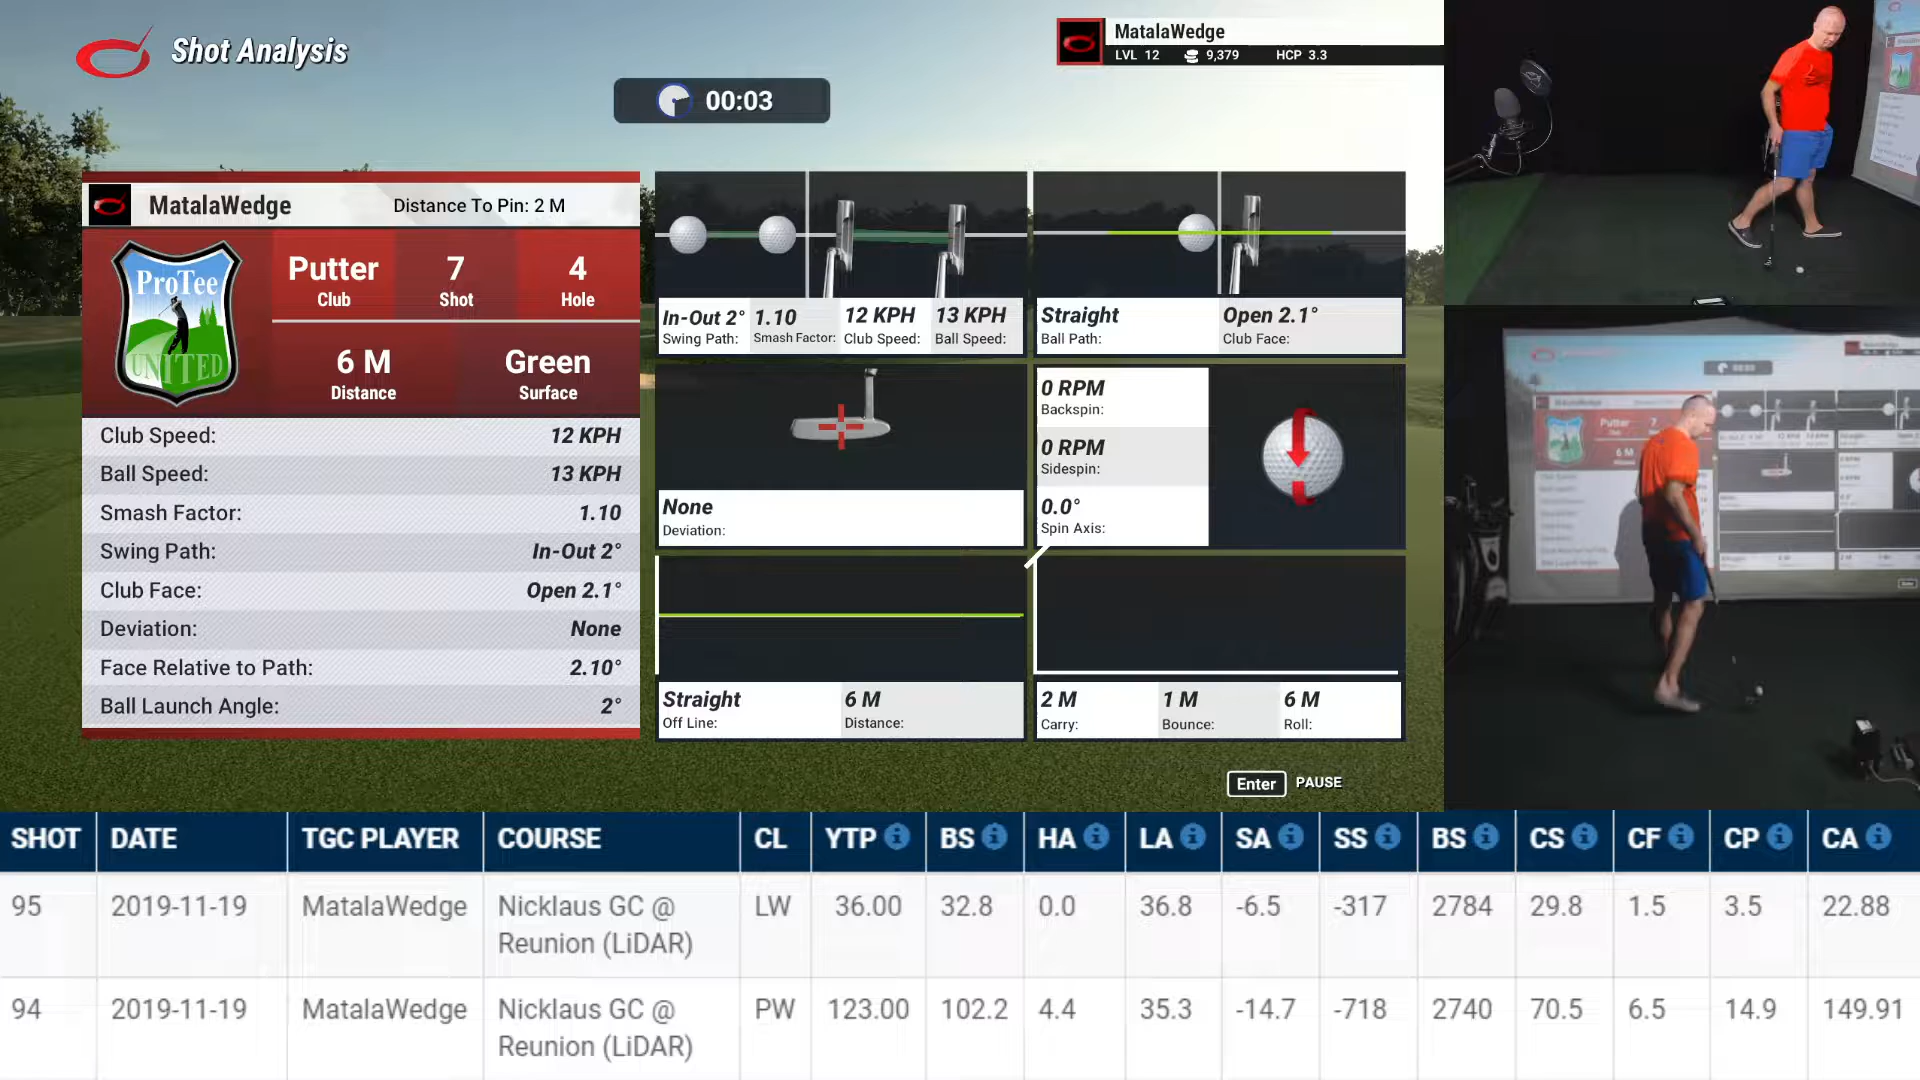 Shot Analysis
MatalaWedge
LVL 12 9,379 HCP 3.3
00:03
MatalaWedge Distance To Pin: 2 M
ProTee
UNITED
Putter 7 4
Club Shot Hole
6 M Green
Distance Surface
Club Speed: 12 KPH
Ball Speed: 13 KPH
Smash Factor: 1.10
Swing Path: In-Out 2°
Club Face: Open 2.1°
Deviation: None
Face Relative to Path: 2.10°
Ball Launch Angle: 2°
In-Out 2° 1.10 12 KPH 13 KPH
Swing Path: Smash Factor: Club Speed: Ball Speed:
Straight Open 2.1°
Ball Path: Club Face:
None
Deviation:
0 RPM
Backspin:
0 RPM
Sidespin:
0.0°
Spin Axis:
Straight 6 M
Off Line: Distance:
2 M 1 M 6 M
Carry: Bounce: Roll:
Enter PAUSE
SHOT DATE TGC PLAYER COURSE CL YTP BS HA LA SA SS BS CS CF CP CA
95 2019-11-19 MatalaWedge Nicklaus GC @ LW 36.00 32.8 0.0 36.8 -6.5 -317 2784 29.8 1.5 3.5 22.88
Reunion (LiDAR)
94 2019-11-19 MatalaWedge Nicklaus GC @ PW 123.00 102.2 4.4 35.3 -14.7 -718 2740 70.5 6.5 14.9 149.91
Reunion (LiDAR)